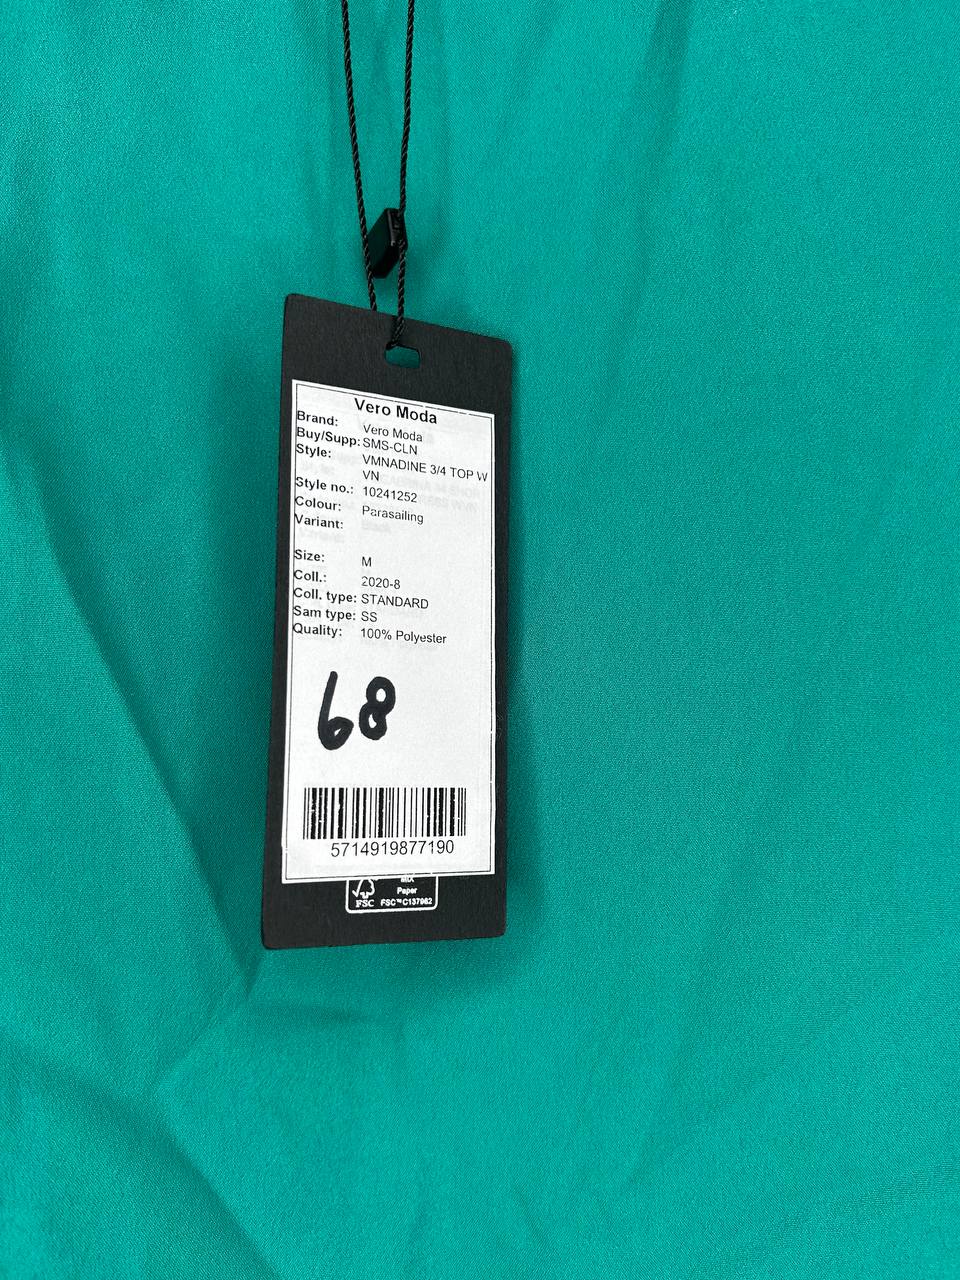 Vero Moda
Brand: Vero Moda
Buy/Supp: SMS-CLN
Style: VMNADINE 3/4 TOP W
VN
Style no.: 10241252
Colour: Parasailing
Variant:
Size: M
Coll.: 2020-8
Coll. type: STANDARD
Sam type: SS
Quality: 100% Polyester
68
5714919877190
MIX
Paper
FSC FSC™ C137982